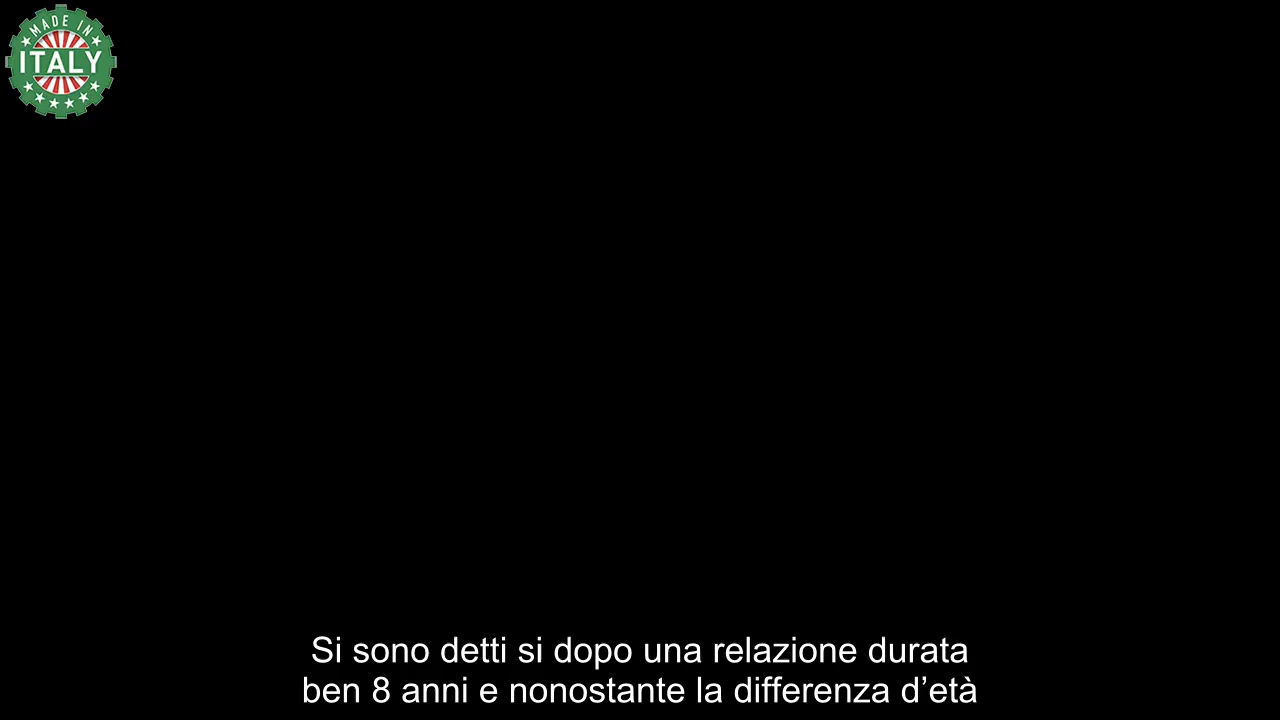 MADE IN
ITALY
Si sono detti si dopo una relazione durata
ben 8 anni e nonostante la differenza d’età